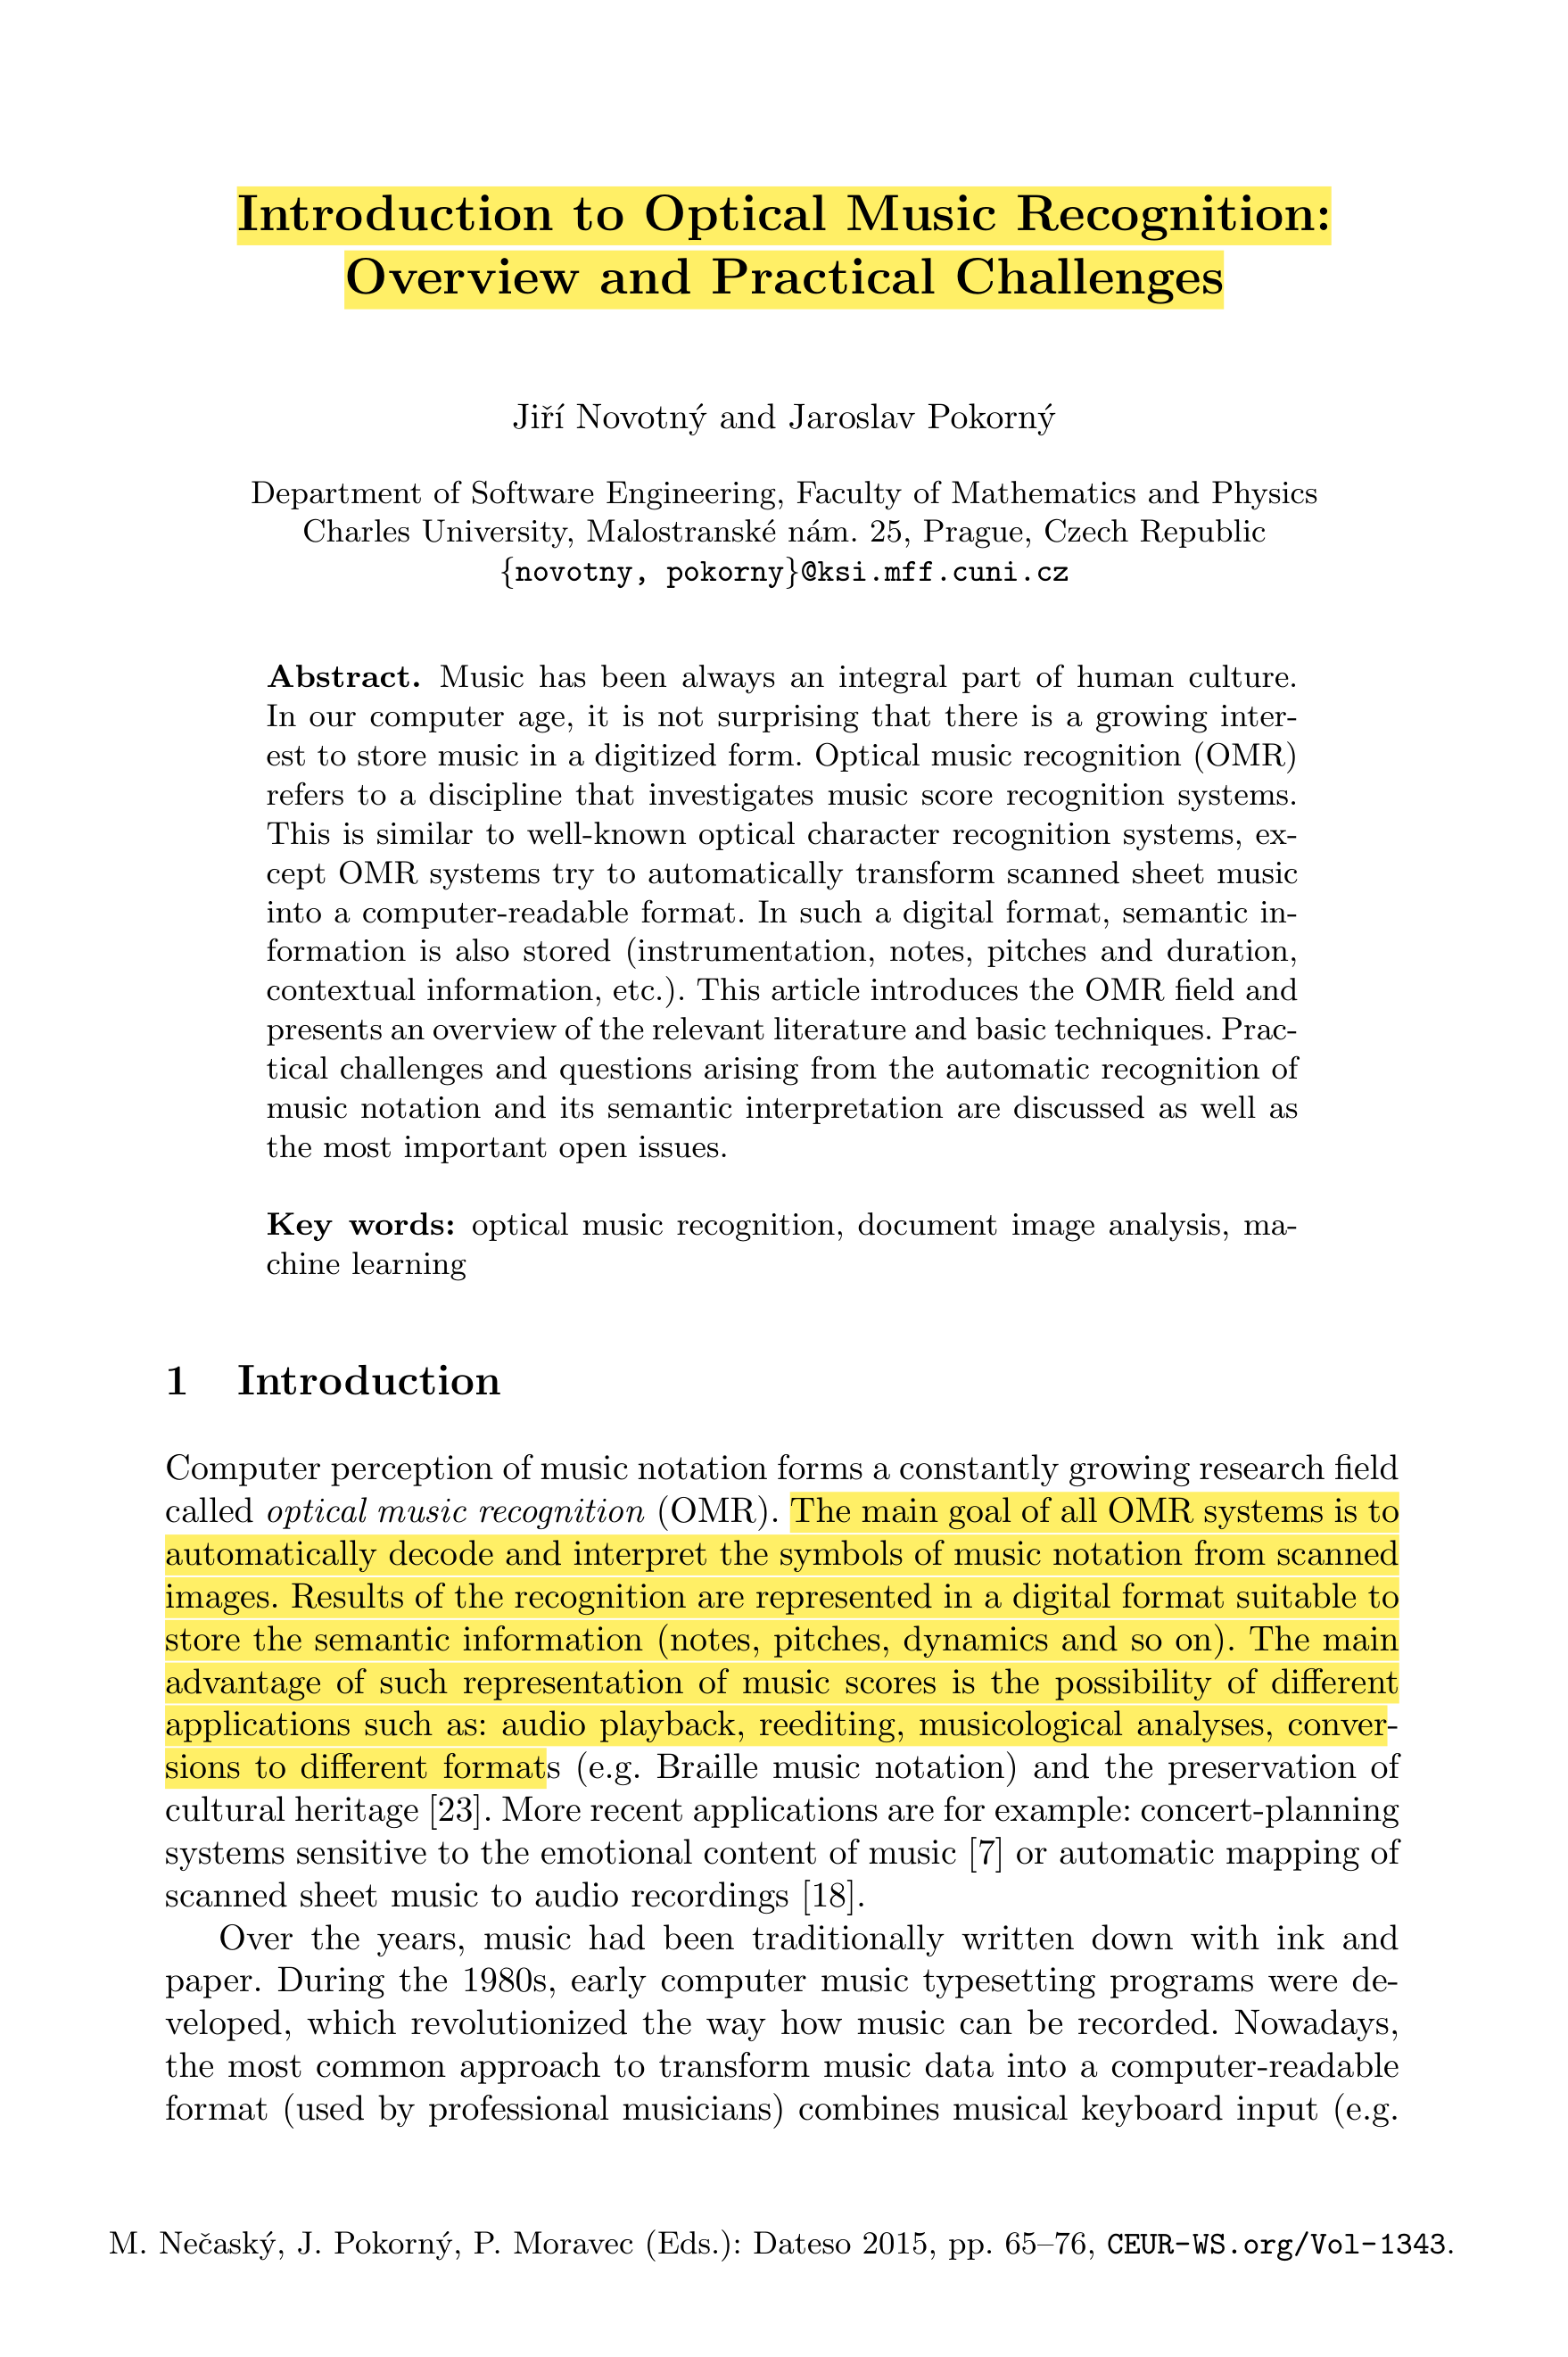 Introduction to Optical Music Recognition:
Overview and Practical Challenges
Jiří Novotný and Jaroslav Pokorný
Department of Software Engineering, Faculty of Mathematics and Physics
Charles University, Malostranské nám. 25, Prague, Czech Republic
{novotny, pokorny}@ksi.mff.cuni.cz
Abstract. Music has been always an integral part of human culture.
In our computer age, it is not surprising that there is a growing inter-
est to store music in a digitized form. Optical music recognition (OMR)
refers to a discipline that investigates music score recognition systems.
This is similar to well-known optical character recognition systems, ex-
cept OMR systems try to automatically transform scanned sheet music
into a computer-readable format. In such a digital format, semantic in-
formation is also stored (instrumentation, notes, pitches and duration,
contextual information, etc.). This article introduces the OMR field and
presents an overview of the relevant literature and basic techniques. Prac-
tical challenges and questions arising from the automatic recognition of
music notation and its semantic interpretation are discussed as well as
the most important open issues.
Key words: optical music recognition, document image analysis, ma-
chine learning
1 Introduction
Computer perception of music notation forms a constantly growing research field
called optical music recognition (OMR). The main goal of all OMR systems is to
automatically decode and interpret the symbols of music notation from scanned
images. Results of the recognition are represented in a digital format suitable to
store the semantic information (notes, pitches, dynamics and so on). The main
advantage of such representation of music scores is the possibility of different
applications such as: audio playback, reediting, musicological analyses, conver-
sions to different formats (e.g. Braille music notation) and the preservation of
cultural heritage [23]. More recent applications are for example: concert-planning
systems sensitive to the emotional content of music [7] or automatic mapping of
scanned sheet music to audio recordings [18].
Over the years, music had been traditionally written down with ink and
paper. During the 1980s, early computer music typesetting programs were de-
veloped, which revolutionized the way how music can be recorded. Nowadays,
the most common approach to transform music data into a computer-readable
format (used by professional musicians) combines musical keyboard input (e.g.
M. Nečaský, J. Pokorný, P. Moravec (Eds.): Dateso 2015, pp. 65–76, CEUR-WS.org/Vol-1343.